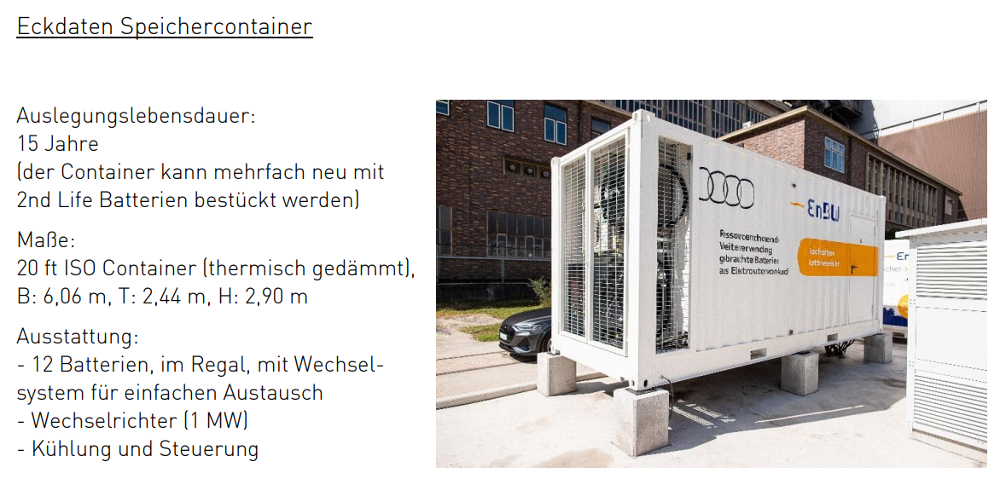 Eckdaten Speichercontainer
Auslegungslebensdauer:
15 Jahre
(der Container kann mehrfach neu mit
2nd Life Batterien bestückt werden)
Maße:
20 ft ISO Container (thermisch gedämmt),
B: 6,06 m, T: 2,44 m, H: 2,90 m
Ausstattung:
- 12 Batterien, im Regal, mit Wechsel-
system für einfachen Austausch
- Wechselrichter (1 MW)
- Kühlung und Steuerung
EnBW
gebrauchte Batterien